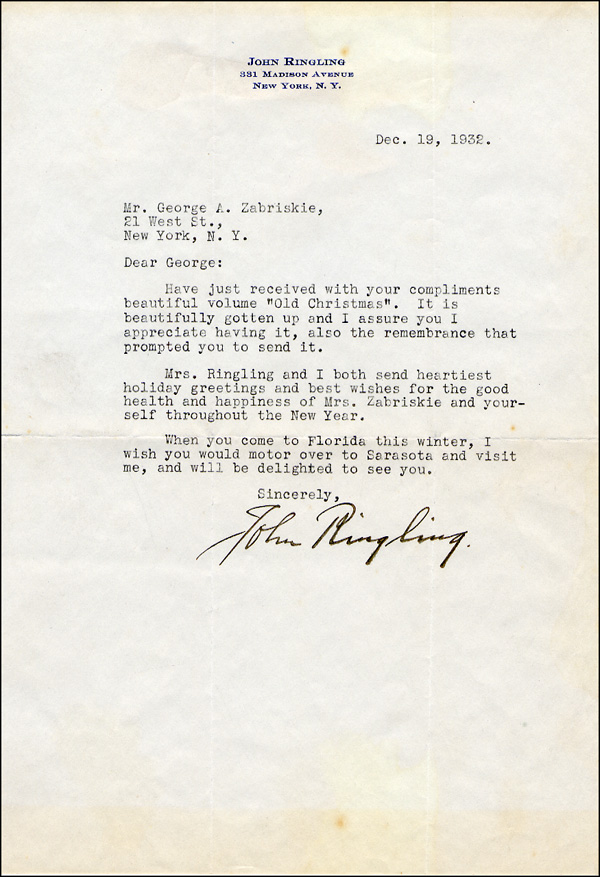 John Ringling
331 Madison Avenue
New York, N. Y.
Dec. 19, 1932.
Mr. George A. Zabriskie,
21 West St.,
New York, N. Y.
Dear George:
Have just received with your compliments
beautiful volume "Old Christmas". It is
beautifully gotten up and I assure you I
appreciate having it, also the remembrance that
prompted you to send it.
Mrs. Ringling and I both send heartiest
holiday greetings and best wishes for the good
health and happiness of Mrs. Zabriskie and your-
self throughout the New Year.
When you come to Florida this winter, I
wish you would motor over to Sarasota and visit
me, and will be delighted to see you.
Sincerely,
John Ringling.